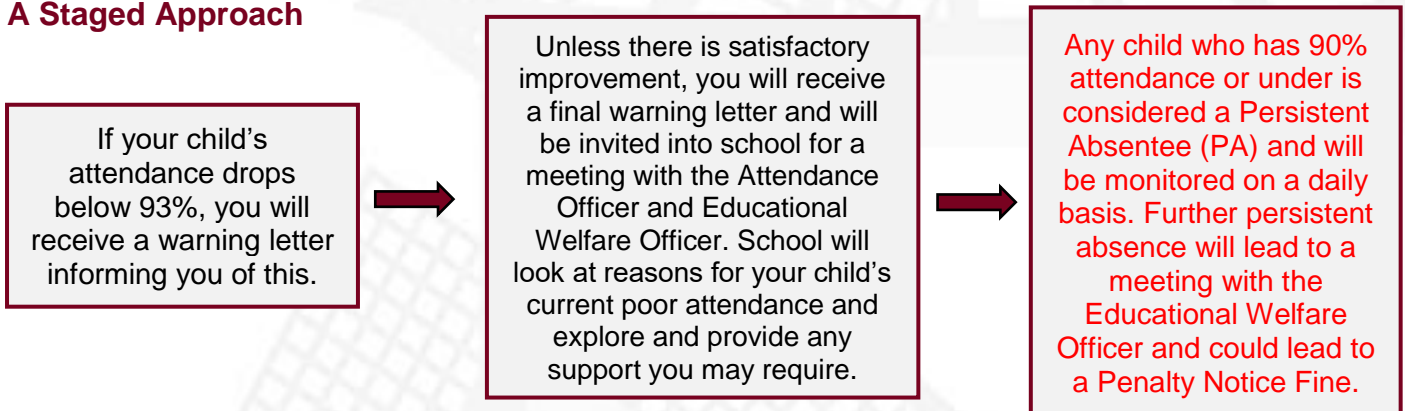 A Staged Approach
If your child's
attendance drops
below 93%, you will
receive a warning letter
informing you of this.
Unless there is satisfactory
improvement, you will receive
a final warning letter and will
be invited into school for a
meeting with the Attendance
Officer and Educational
Welfare Officer. School will
look at reasons for your child's
current poor attendance and
explore and provide any
support you may require.
Any child who has 90%
attendance or under is
considered a Persistent
Absentee (PA) and will
be monitored on a daily
basis. Further persistent
absence will lead to a
meeting with the
Educational Welfare
Officer and could lead to
a Penalty Notice Fine.